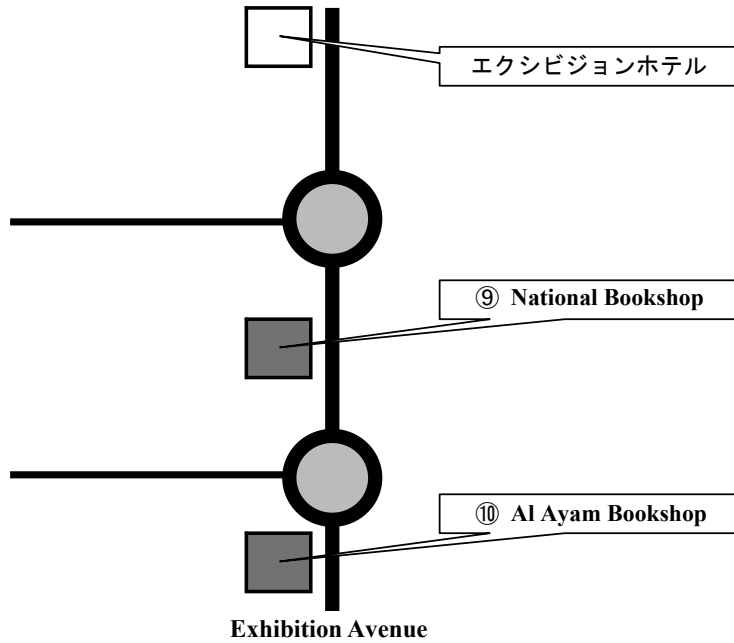 エクシビジョンホテル
⑨ National Bookshop
⑩ Al Ayam Bookshop
Exhibition Avenue